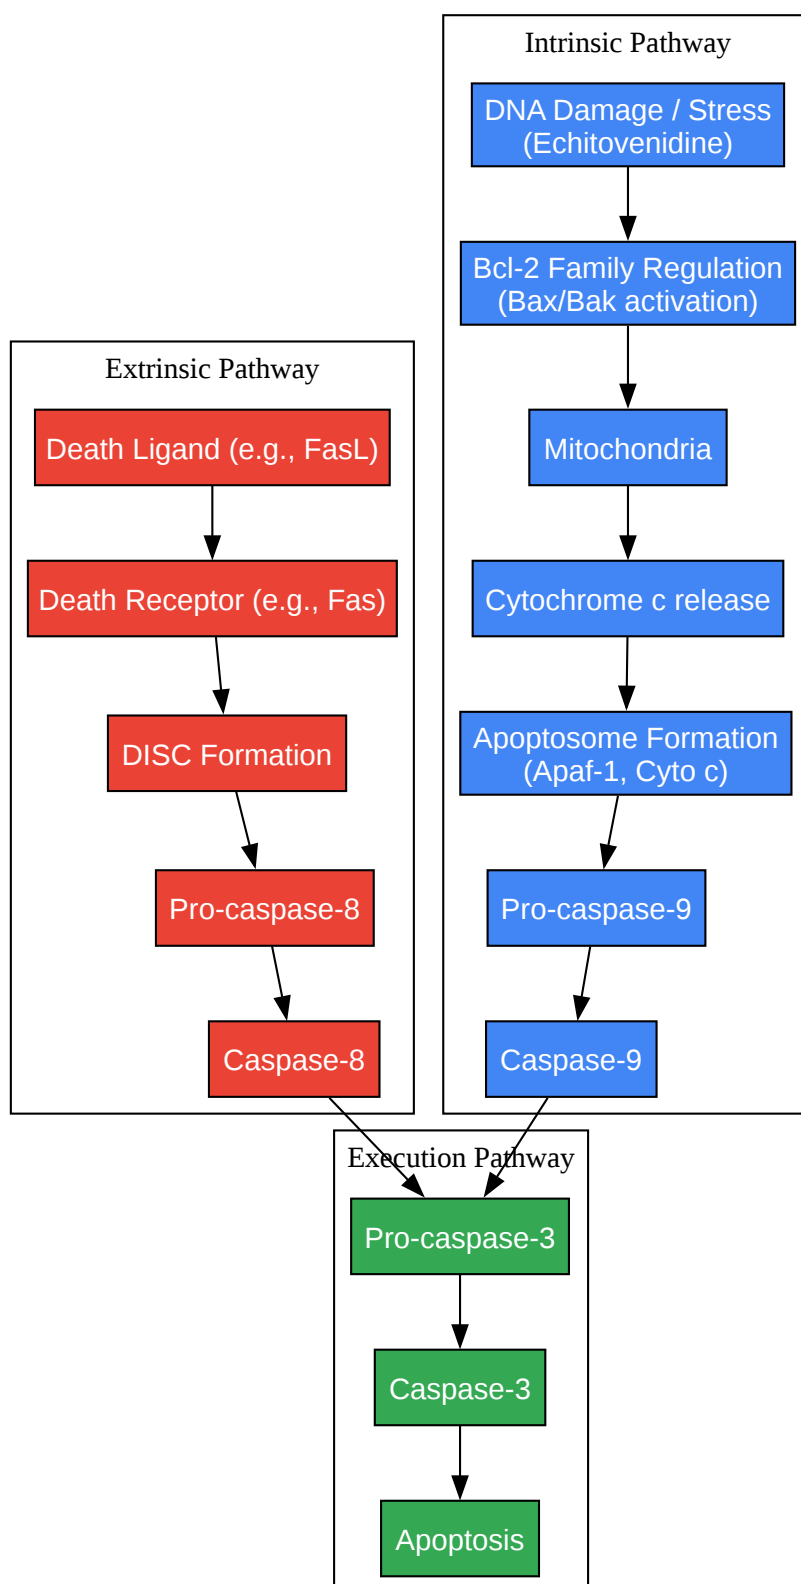 Intrinsic Pathway
DNA Damage / Stress
(Echitovenidine)
Bcl-2 Family Regulation
(Bax/Bak activation)
Mitochondria
Cytochrome c release
Apoptosome Formation
(Apaf-1, Cyto c)
Pro-caspase-9
Caspase-9
Extrinsic Pathway
Death Ligand (e.g., FasL)
Death Receptor (e.g., Fas)
DISC Formation
Pro-caspase-8
Caspase-8
Execution Pathway
Pro-caspase-3
Caspase-3
Apoptosis